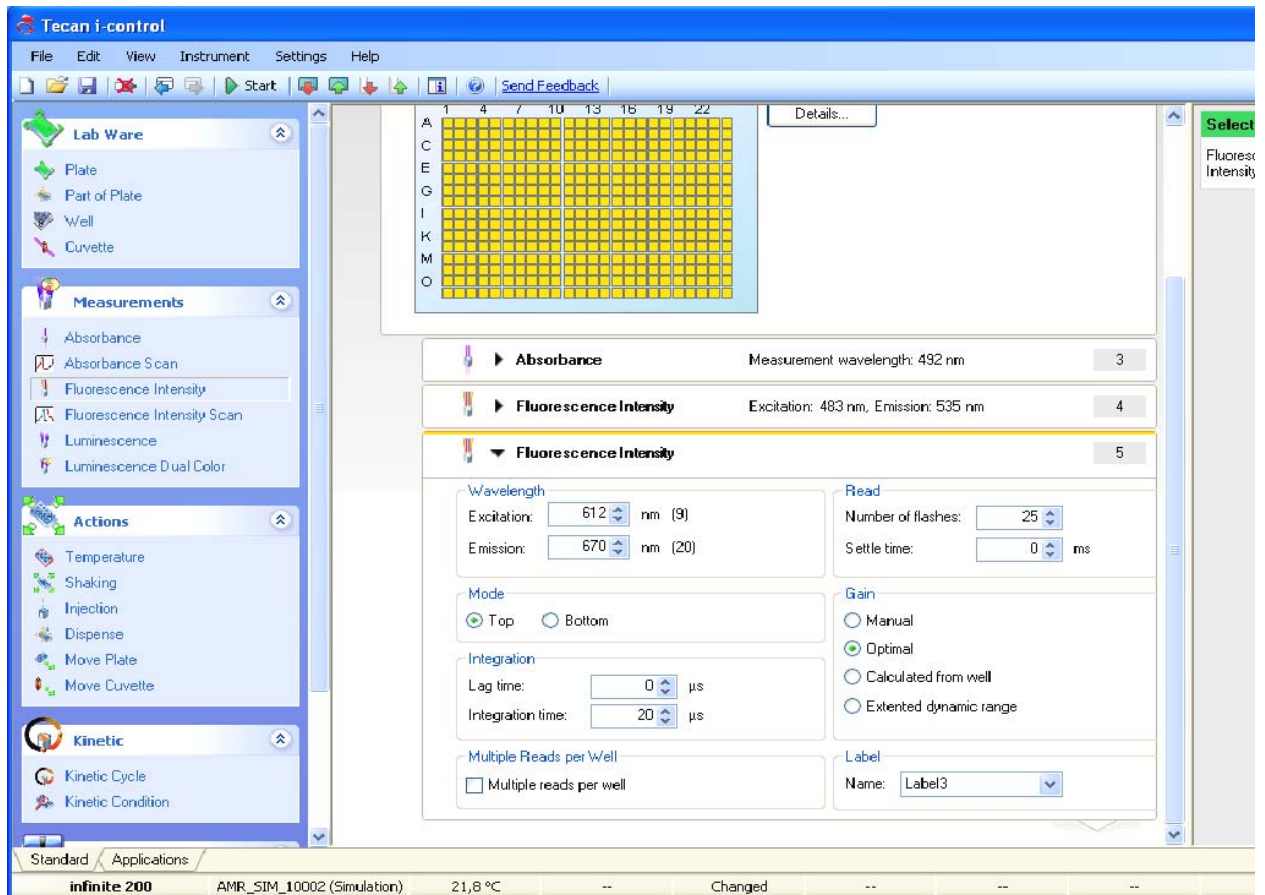 Tecan i-control
File Edit View Instrument Settings Help
Start Send Feedback
Lab Ware
Plate
Part of Plate
Well
Cuvette
Measurements
Absorbance
Absorbance Scan
Fluorescence Intensity
Fluorescence Intensity Scan
Luminescence
Luminescence Dual Color
Actions
Temperature
Shaking
Injection
Dispense
Move Plate
Move Cuvette
Kinetic
Kinetic Cycle
Kinetic Condition
1 4 7 10 13 16 19 22
A
C
E
G
I
K
M
O
Details...
Absorbance Measurement wavelength: 492 nm 3
Fluorescence Intensity Excitation: 483 nm, Emission: 535 nm 4
Fluorescence Intensity 5
Wavelength
Excitation: 612 nm (9)
Emission: 670 nm (20)
Mode
Top Bottom
Integration
Lag time: 0 µs
Integration time: 20 µs
Multiple Reads per Well
Multiple reads per well
Read
Number of flashes: 25
Settle time: 0 ms
Gain
Manual
Optimal
Calculated from well
Extented dynamic range
Label
Name: Label3
Select
Fluoresc
Intensity
Standard Applications
infinite 200 AMR_SIM_10002 (Simulation) 21,8 °C -- Changed -- -- --